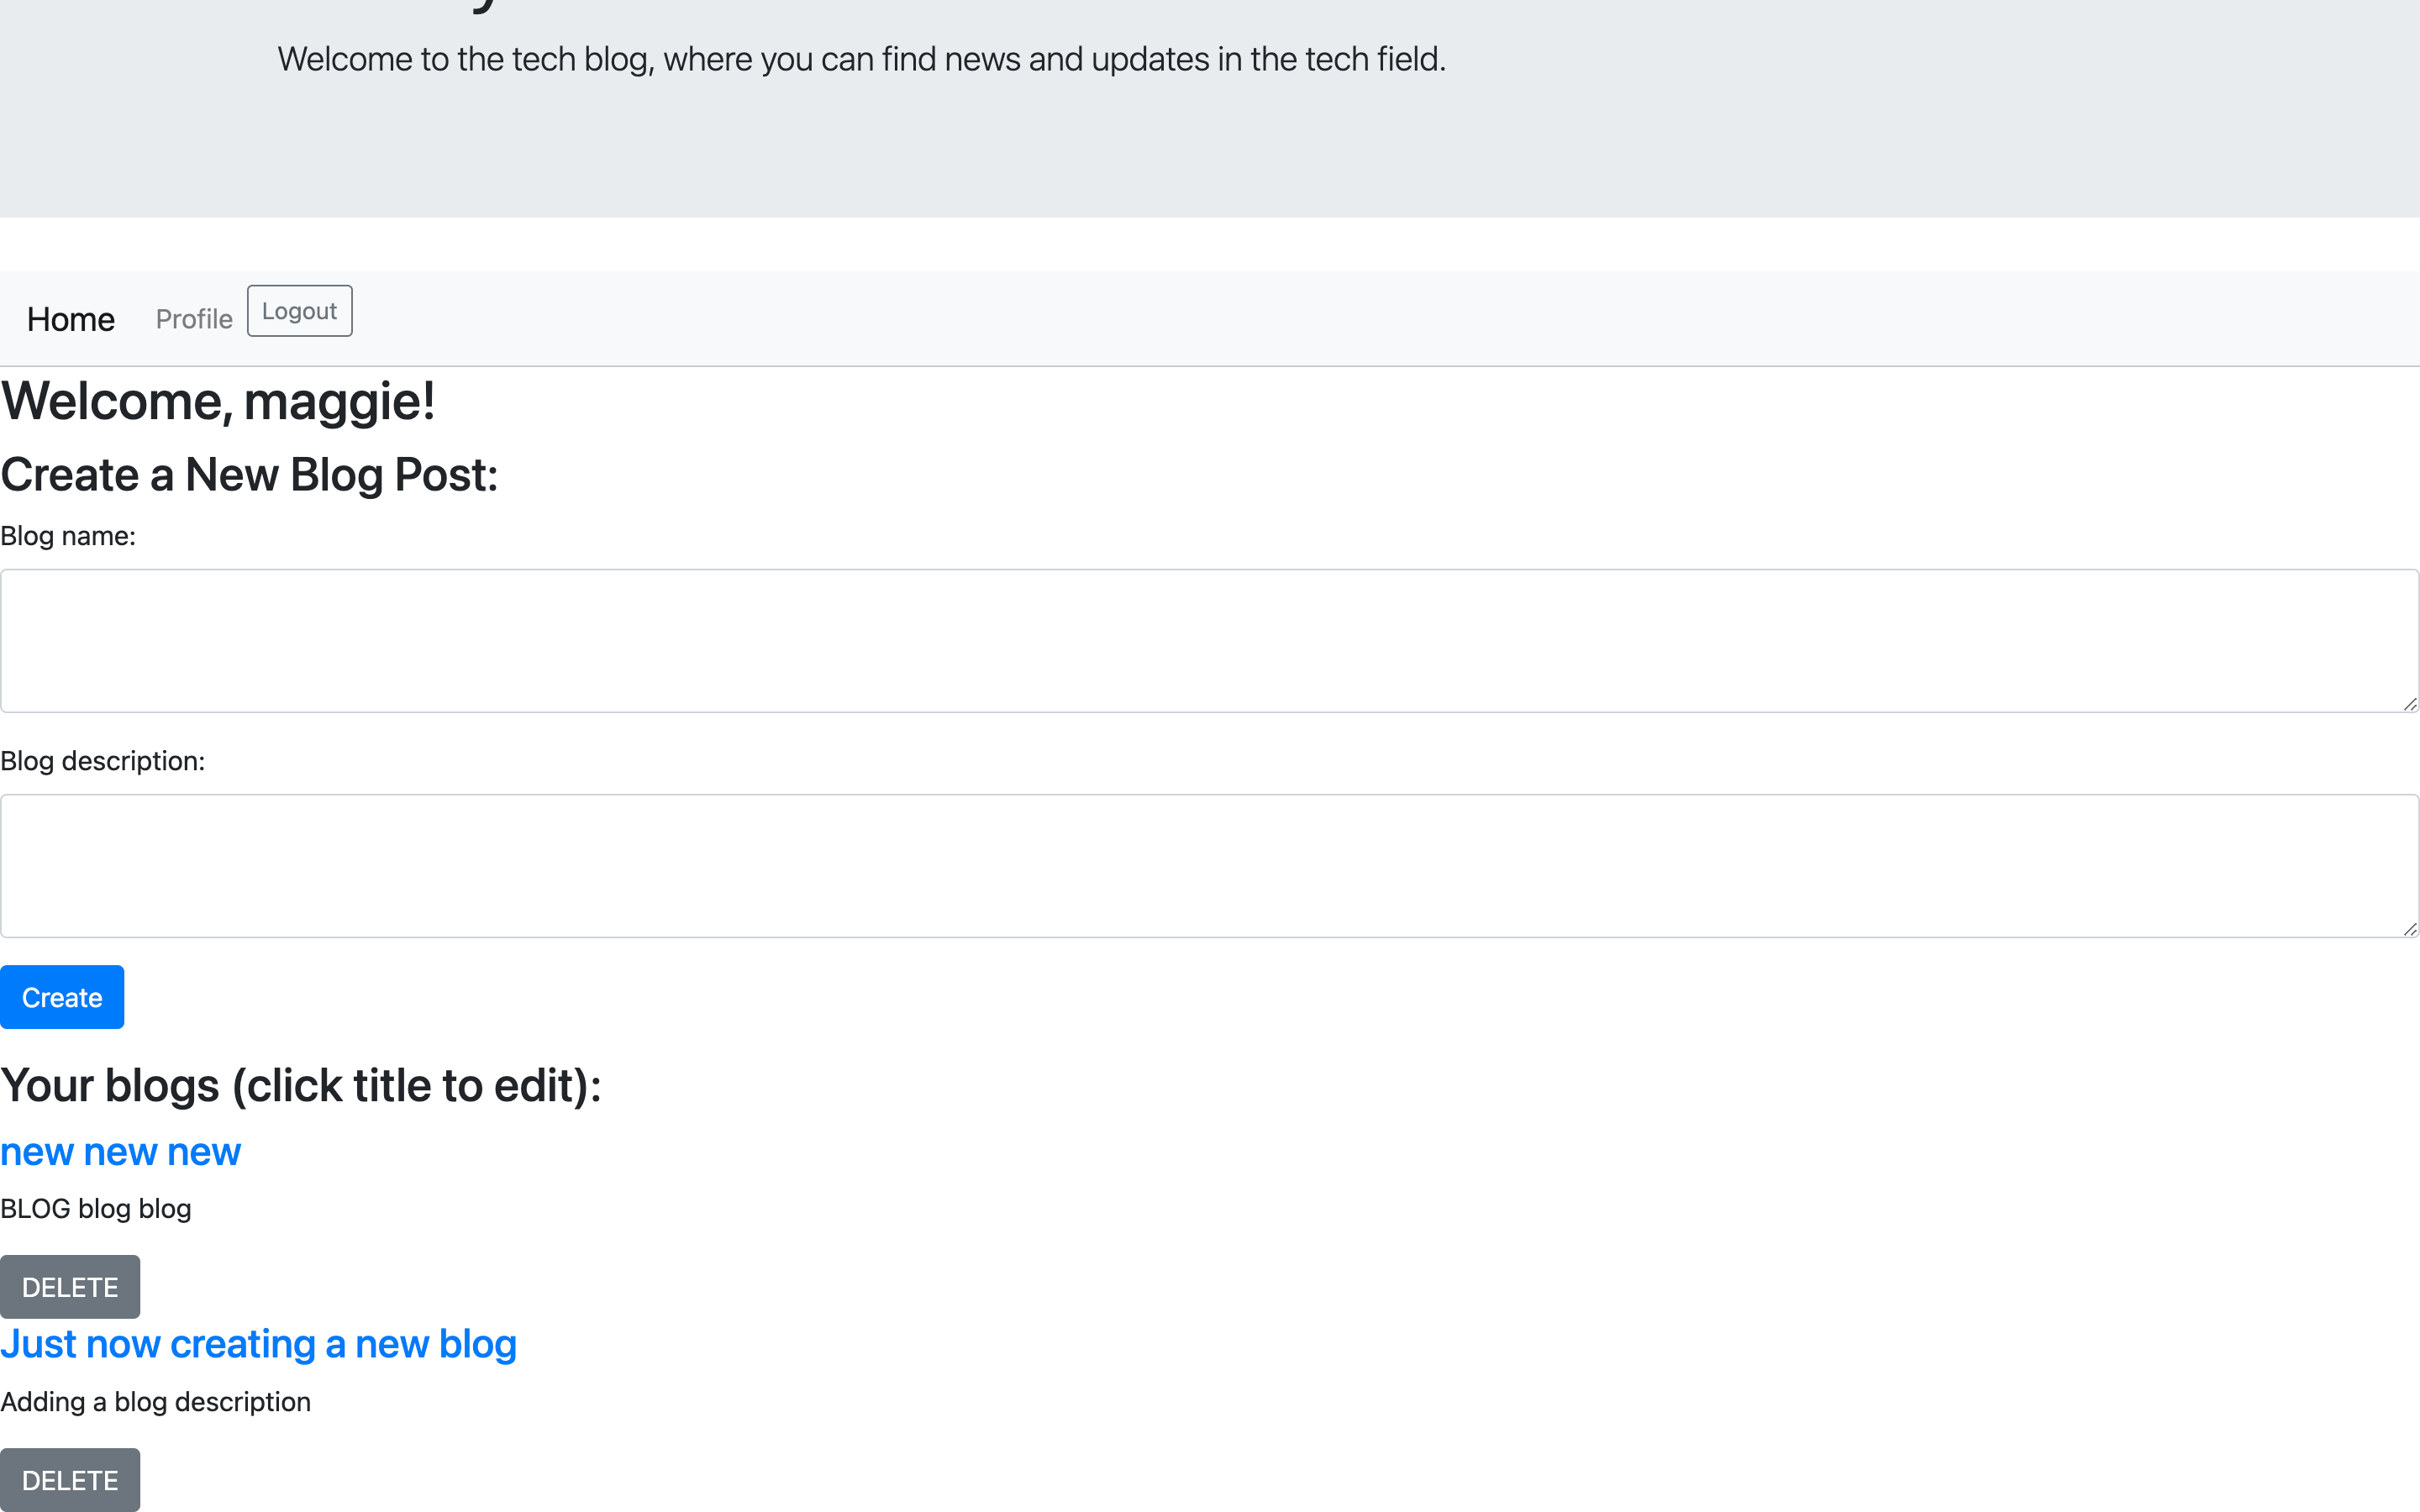 Welcome to the tech blog, where you can find news and updates in the tech field.
Home Profile Logout
Welcome, maggie!
Create a New Blog Post:
Blog name:
Blog description:
Create
Your blogs (click title to edit):
new new new
BLOG blog blog
DELETE
Just now creating a new blog
Adding a blog description
DELETE